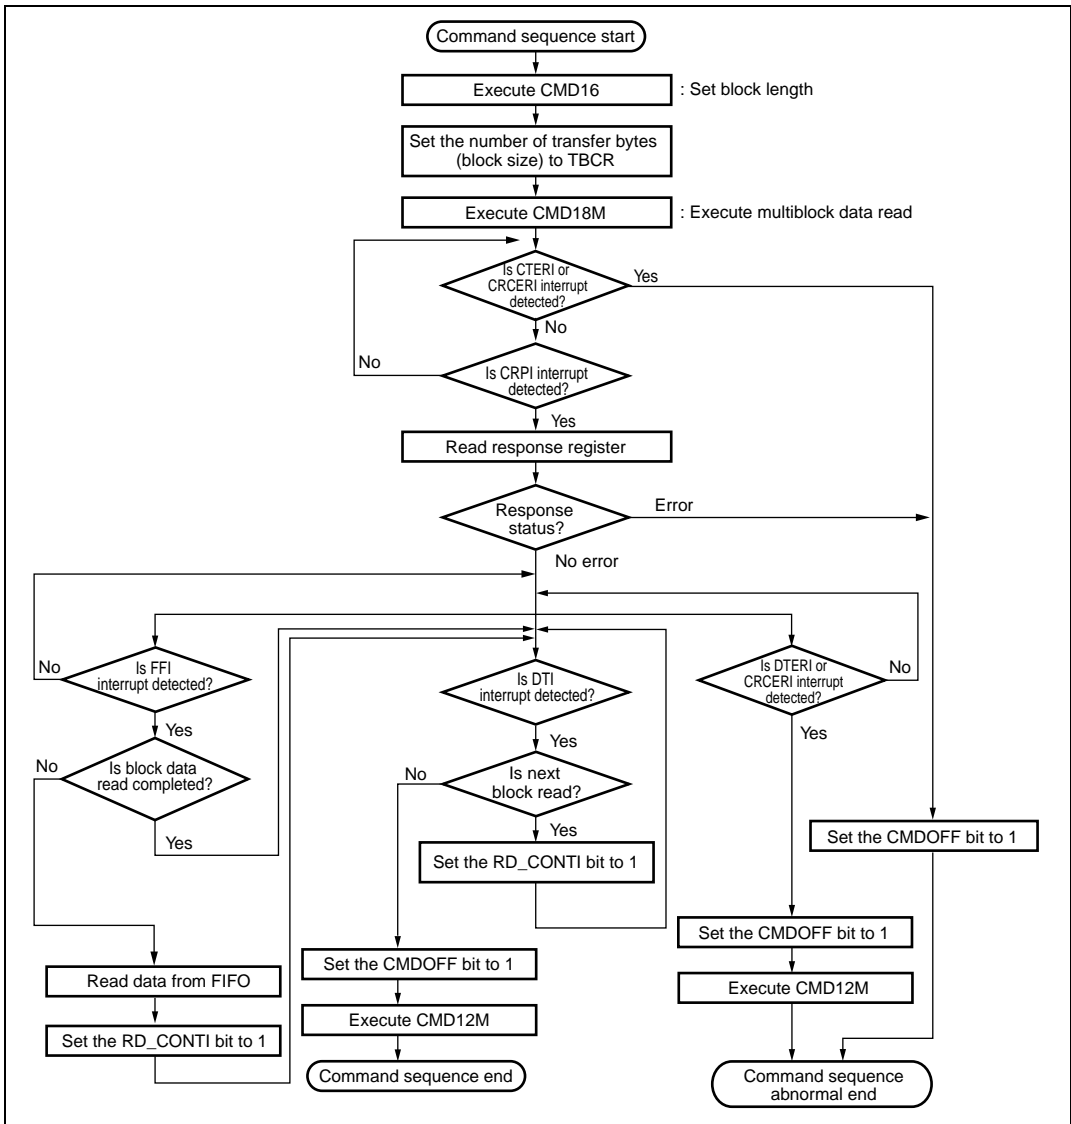 Command sequence start
Execute CMD16
: Set block length
Set the number of transfer bytes
(block size) to TBCR
Execute CMD18M
: Execute multiblock data read
Is CTERI or
CRCERI interrupt
detected?
Yes
No
Is CRPI interrupt
detected?
No
Yes
Read response register
Response
status?
Error
No error
Is FFI
interrupt detected?
No
Yes
Is DTI
interrupt detected?
Yes
Is DTERI or
CRCERI interrupt
detected?
No
Yes
Is block data
read completed?
No
Yes
Is next
block read?
No
Yes
Set the RD_CONTI bit to 1
Set the CMDOFF bit to 1
Set the CMDOFF bit to 1
Execute CMD12M
Set the CMDOFF bit to 1
Execute CMD12M
Read data from FIFO
Set the RD_CONTI bit to 1
Command sequence end
Command sequence
abnormal end